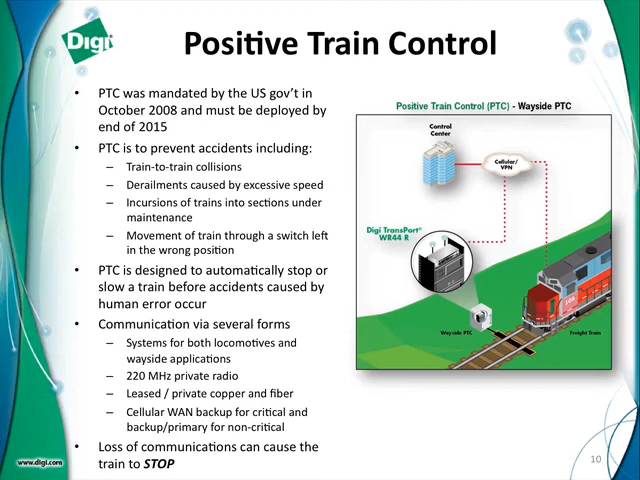 Digi
Positive Train Control
• PTC was mandated by the US gov't in
October 2008 and must be deployed by
end of 2015
• PTC is to prevent accidents including:
– Train-to-train collisions
– Derailments caused by excessive speed
– Incursions of trains into sections under
maintenance
– Movement of train through a switch left
in the wrong position
• PTC is designed to automatically stop or
slow a train before accidents caused by
human error occur
• Communication via several forms
– Systems for both locomotives and
wayside applications
– 220 MHz private radio
– Leased / private copper and fiber
– Cellular WAN backup for critical and
backup/primary for non-critical
• Loss of communications can cause the
train to STOP
Positive Train Control (PTC) - Wayside PTC
Control
Center
Cellular/
VPN
Digi TransPort®
WR44 R
Wayside PTC
Freight Train
www.digi.com
10